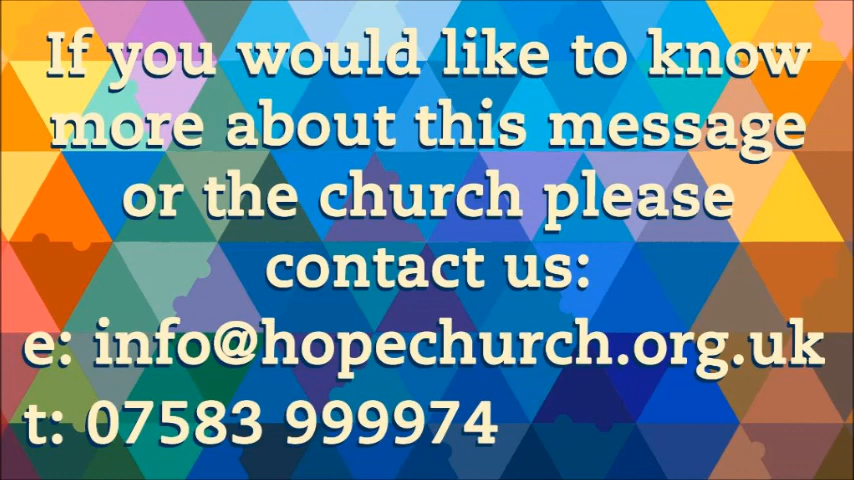 If you would like to know
more about this message
or the church please
contact us:
e: info@hopechurch.org.uk
t: 07583 999974